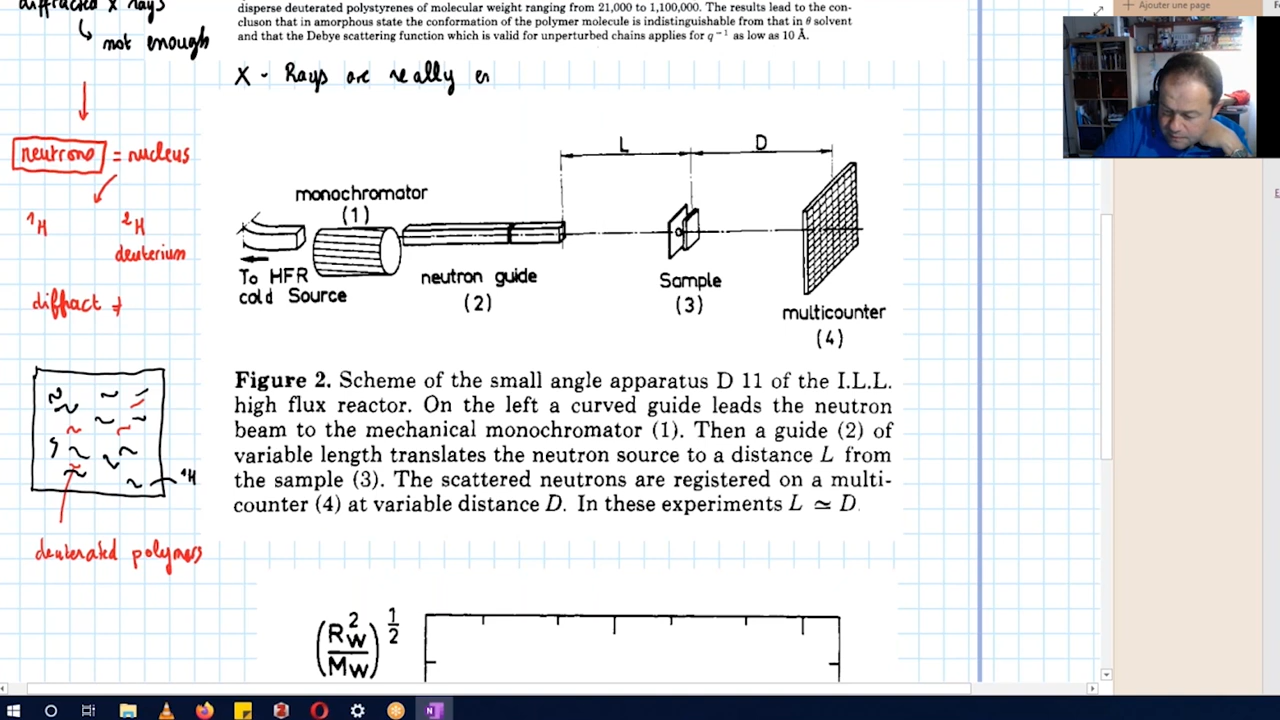 diffracted X rays
not enough
disperse deuterated polystyrenes of molecular weight ranging from 21,000 to 1,100,000. The results lead to the con-
cluson that in amorphous state the conformation of the polymer molecule is indistinguishable from that in θ solvent
and that the Debye scattering function which is valid for unperturbed chains applies for q⁻¹ as low as 10 Å.
X - Rays are really en
neutrons = nucleus
¹H ²H
deuterium
diffract ≠
¹H
deuterated polymers
L D
monochromator
(1)
To HFR
cold Source
neutron guide
(2)
Sample
(3)
multicounter
(4)
Figure 2. Scheme of the small angle apparatus D 11 of the I.L.L.
high flux reactor. On the left a curved guide leads the neutron
beam to the mechanical monochromator (1). Then a guide (2) of
variable length translates the neutron source to a distance L from
the sample (3). The scattered neutrons are registered on a multi-
counter (4) at variable distance D. In these experiments L ≃ D.
(R²w/Mw)^1/2
+ Ajouter une page